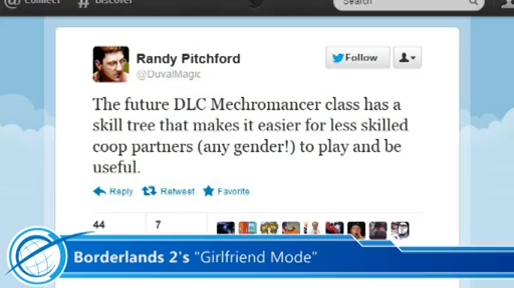 @ Connect # Discover Search
Randy Pitchford
@DuvalMagic
Follow
The future DLC Mechromancer class has a
skill tree that makes it easier for less skilled
coop partners (any gender!) to play and be
useful.
Reply Retweet Favorite
44 7
Borderlands 2's "Girlfriend Mode"